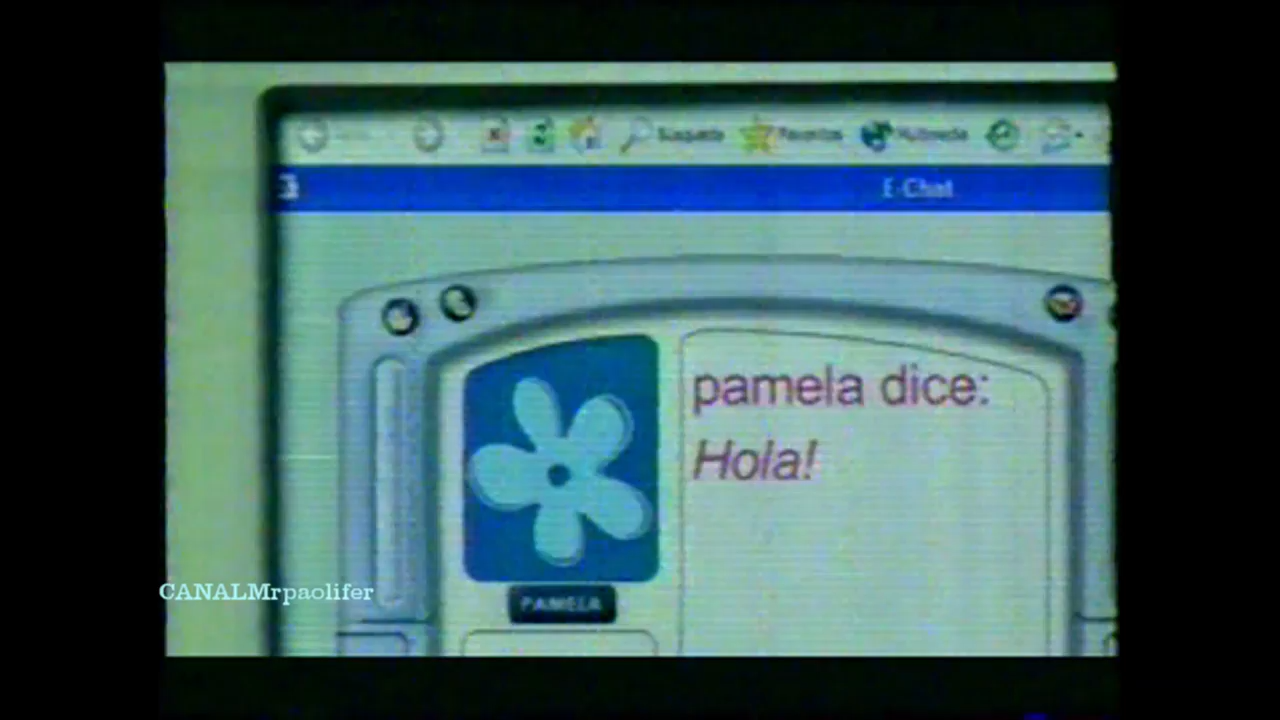 Búsqueda
Favoritos
Multimedia
E-Chat
pamela dice:
Hola!
PAMELA
CANALMrpaolifer